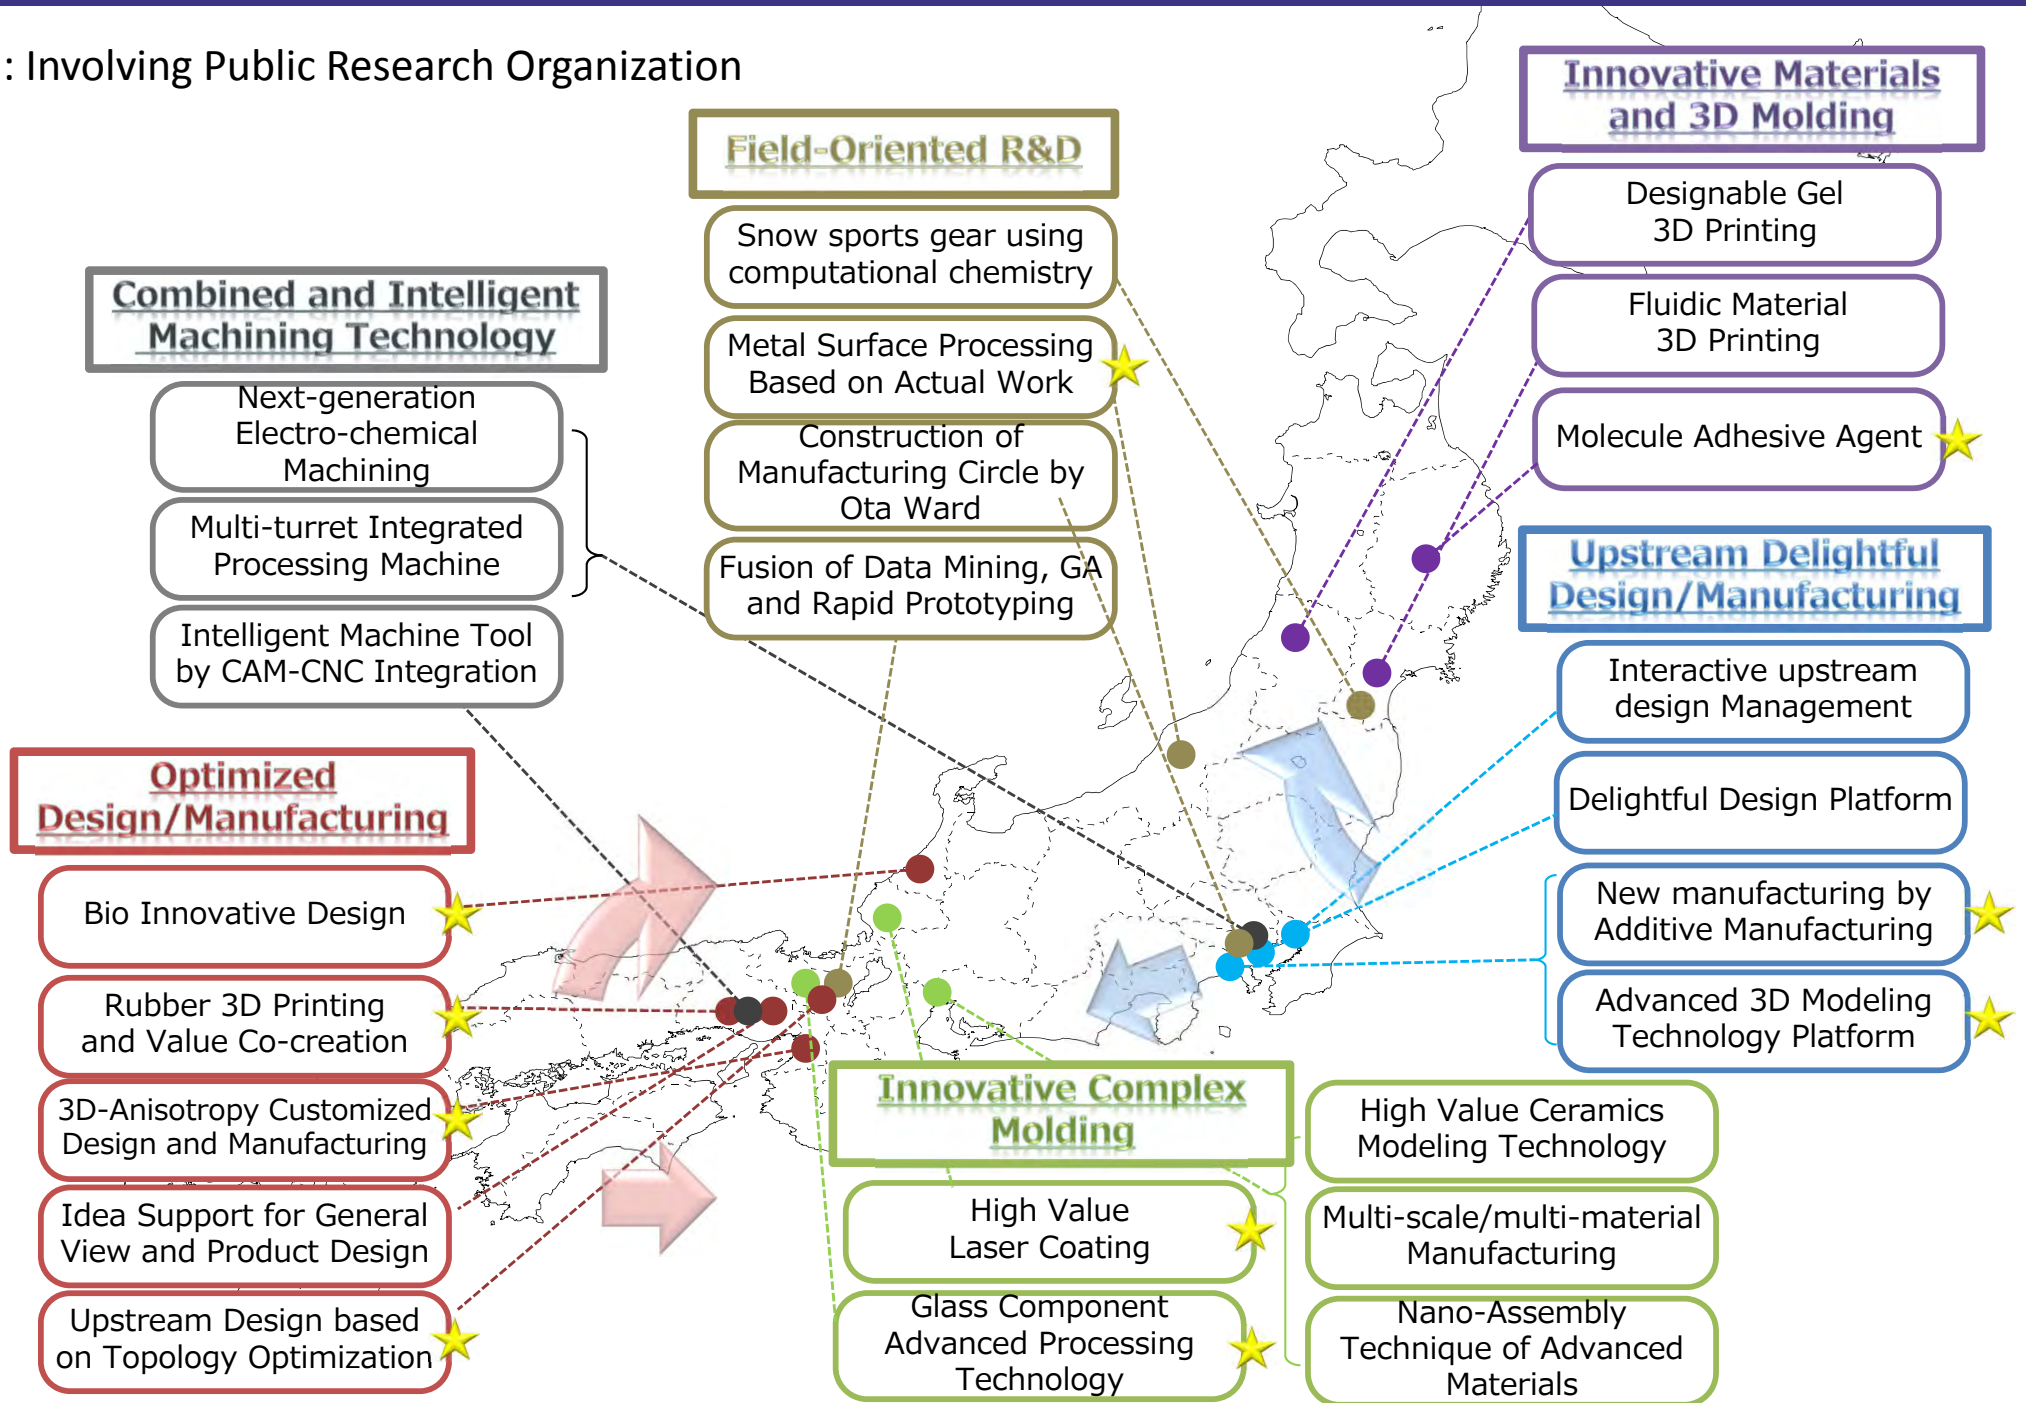 : Involving Public Research Organization
Innovative Materials
and 3D Molding
Designable Gel
3D Printing
Fluidic Material
3D Printing
Molecule Adhesive Agent
Field-Oriented R&D
Snow sports gear using
computational chemistry
Metal Surface Processing
Based on Actual Work
Construction of
Manufacturing Circle by
Ota Ward
Fusion of Data Mining, GA
and Rapid Prototyping
Combined and Intelligent
Machining Technology
Next-generation
Electro-chemical
Machining
Multi-turret Integrated
Processing Machine
Intelligent Machine Tool
by CAM-CNC Integration
Upstream Delightful
Design/Manufacturing
Interactive upstream
design Management
Delightful Design Platform
New manufacturing by
Additive Manufacturing
Advanced 3D Modeling
Technology Platform
Optimized
Design/Manufacturing
Bio Innovative Design
Rubber 3D Printing
and Value Co-creation
3D-Anisotropy Customized
Design and Manufacturing
Idea Support for General
View and Product Design
Upstream Design based
on Topology Optimization
Innovative Complex
Molding
High Value
Laser Coating
Glass Component
Advanced Processing
Technology
High Value Ceramics
Modeling Technology
Multi-scale/multi-material
Manufacturing
Nano-Assembly
Technique of Advanced
Materials